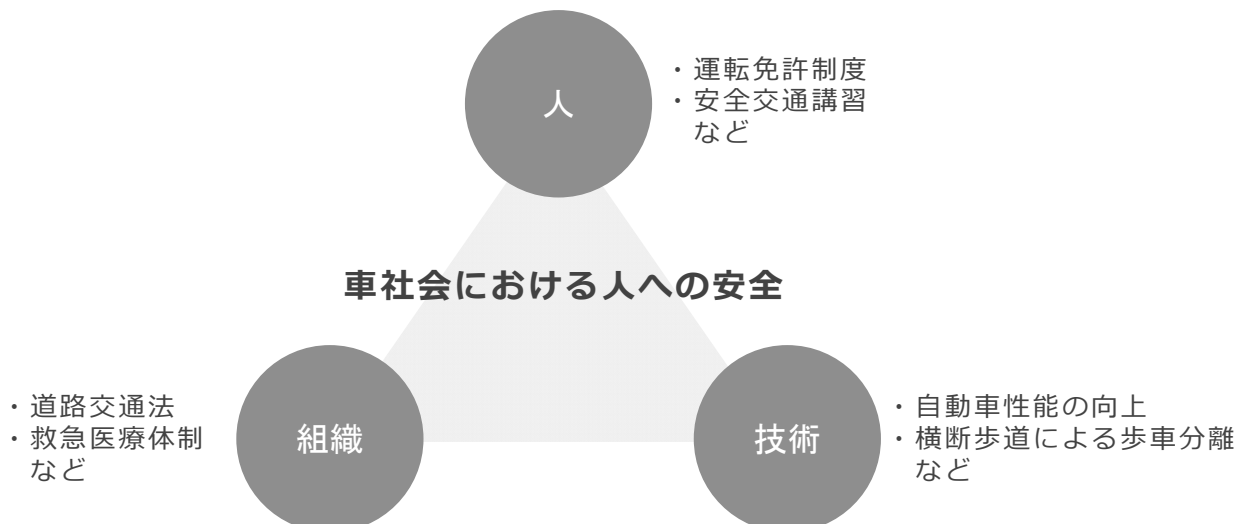 人
・運転免許制度
・安全交通講習
など
車社会における人への安全
組織
・道路交通法
・救急医療体制
など
技術
・自動車性能の向上
・横断歩道による歩車分離
など